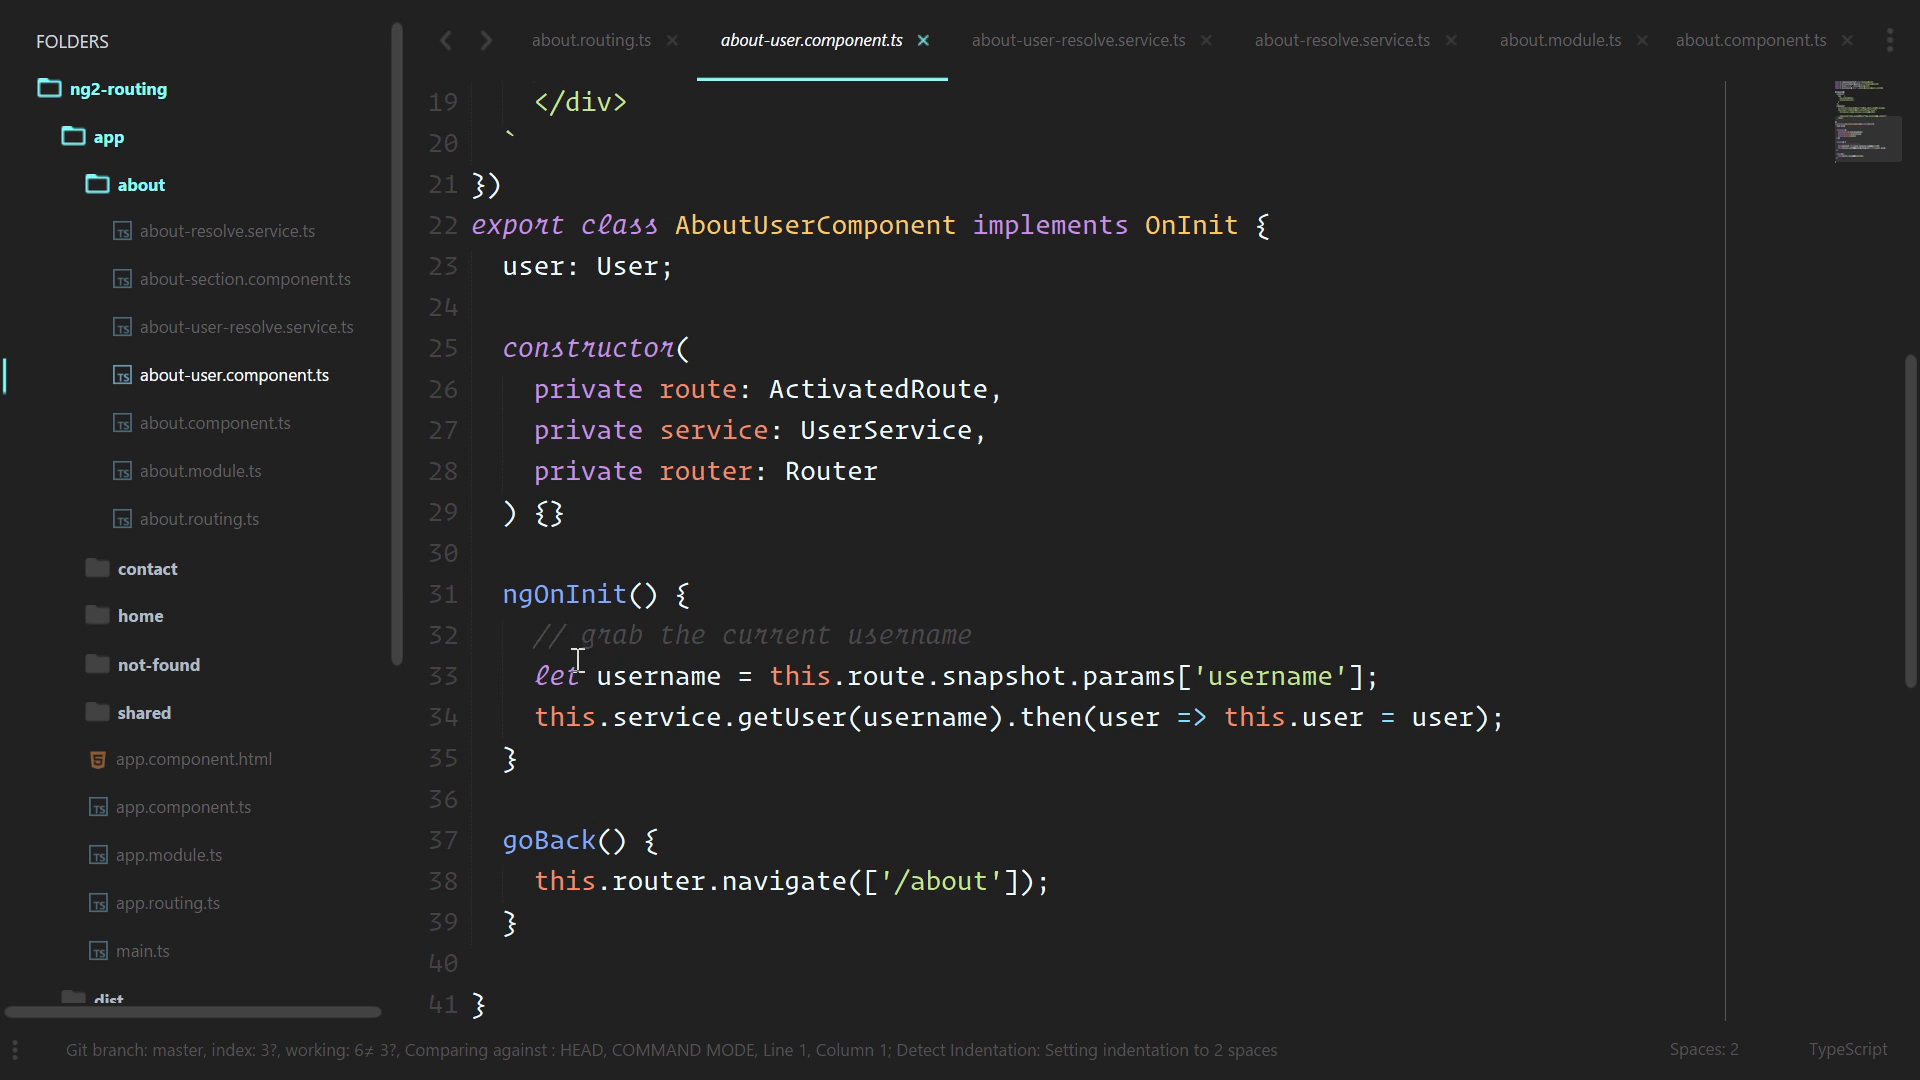 FOLDERS
ng2-routing
app
about
about-resolve.service.ts
about-section.component.ts
about-user-resolve.service.ts
about-user.component.ts
about.component.ts
about.module.ts
about.routing.ts
contact
home
not-found
shared
app.component.html
app.component.ts
app.module.ts
app.routing.ts
main.ts
dist
about.routing.ts × about-user.component.ts × about-user-resolve.service.ts × about-resolve.service.ts × about.module.ts × about.component.ts ×
19 </div>
20 `
21 })
22 export class AboutUserComponent implements OnInit {
23 user: User;
24
25 constructor(
26 private route: ActivatedRoute,
27 private service: UserService,
28 private router: Router
29 ) {}
30
31 ngOnInit() {
32 // grab the current username
33 let username = this.route.snapshot.params['username'];
34 this.service.getUser(username).then(user => this.user = user);
35 }
36
37 goBack() {
38 this.router.navigate(['/about']);
39 }
40
41 }
Git branch: master, index: 3?, working: 6≠ 3?, Comparing against : HEAD, COMMAND MODE, Line 1, Column 1; Detect Indentation: Setting indentation to 2 spaces
Spaces: 2
TypeScript